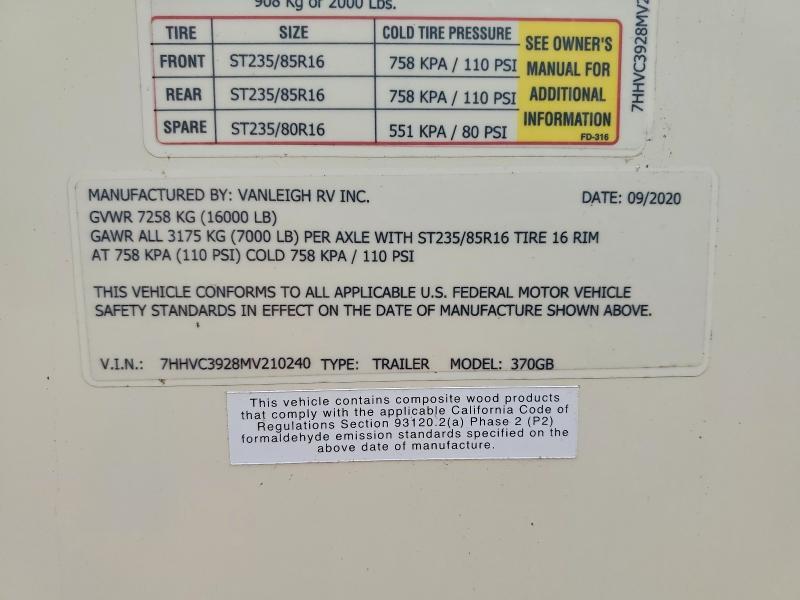 908 Kg or 2000 Lbs.
TIRE SIZE COLD TIRE PRESSURE
FRONT ST235/85R16 758 KPA / 110 PSI
REAR ST235/85R16 758 KPA / 110 PSI
SPARE ST235/80R16 551 KPA / 80 PSI
SEE OWNER'S
MANUAL FOR
ADDITIONAL
INFORMATION
FD-316
7HHVC3928MV2
MANUFACTURED BY: VANLEIGH RV INC. DATE: 09/2020
GVWR 7258 KG (16000 LB)
GAWR ALL 3175 KG (7000 LB) PER AXLE WITH ST235/85R16 TIRE 16 RIM
AT 758 KPA (110 PSI) COLD 758 KPA / 110 PSI
THIS VEHICLE CONFORMS TO ALL APPLICABLE U.S. FEDERAL MOTOR VEHICLE
SAFETY STANDARDS IN EFFECT ON THE DATE OF MANUFACTURE SHOWN ABOVE.
V.I.N.: 7HHVC3928MV210240 TYPE: TRAILER MODEL: 370GB
This vehicle contains composite wood products
that comply with the applicable California Code of
Regulations Section 93120.2(a) Phase 2 (P2)
formaldehyde emission standards specified on the
above date of manufacture.